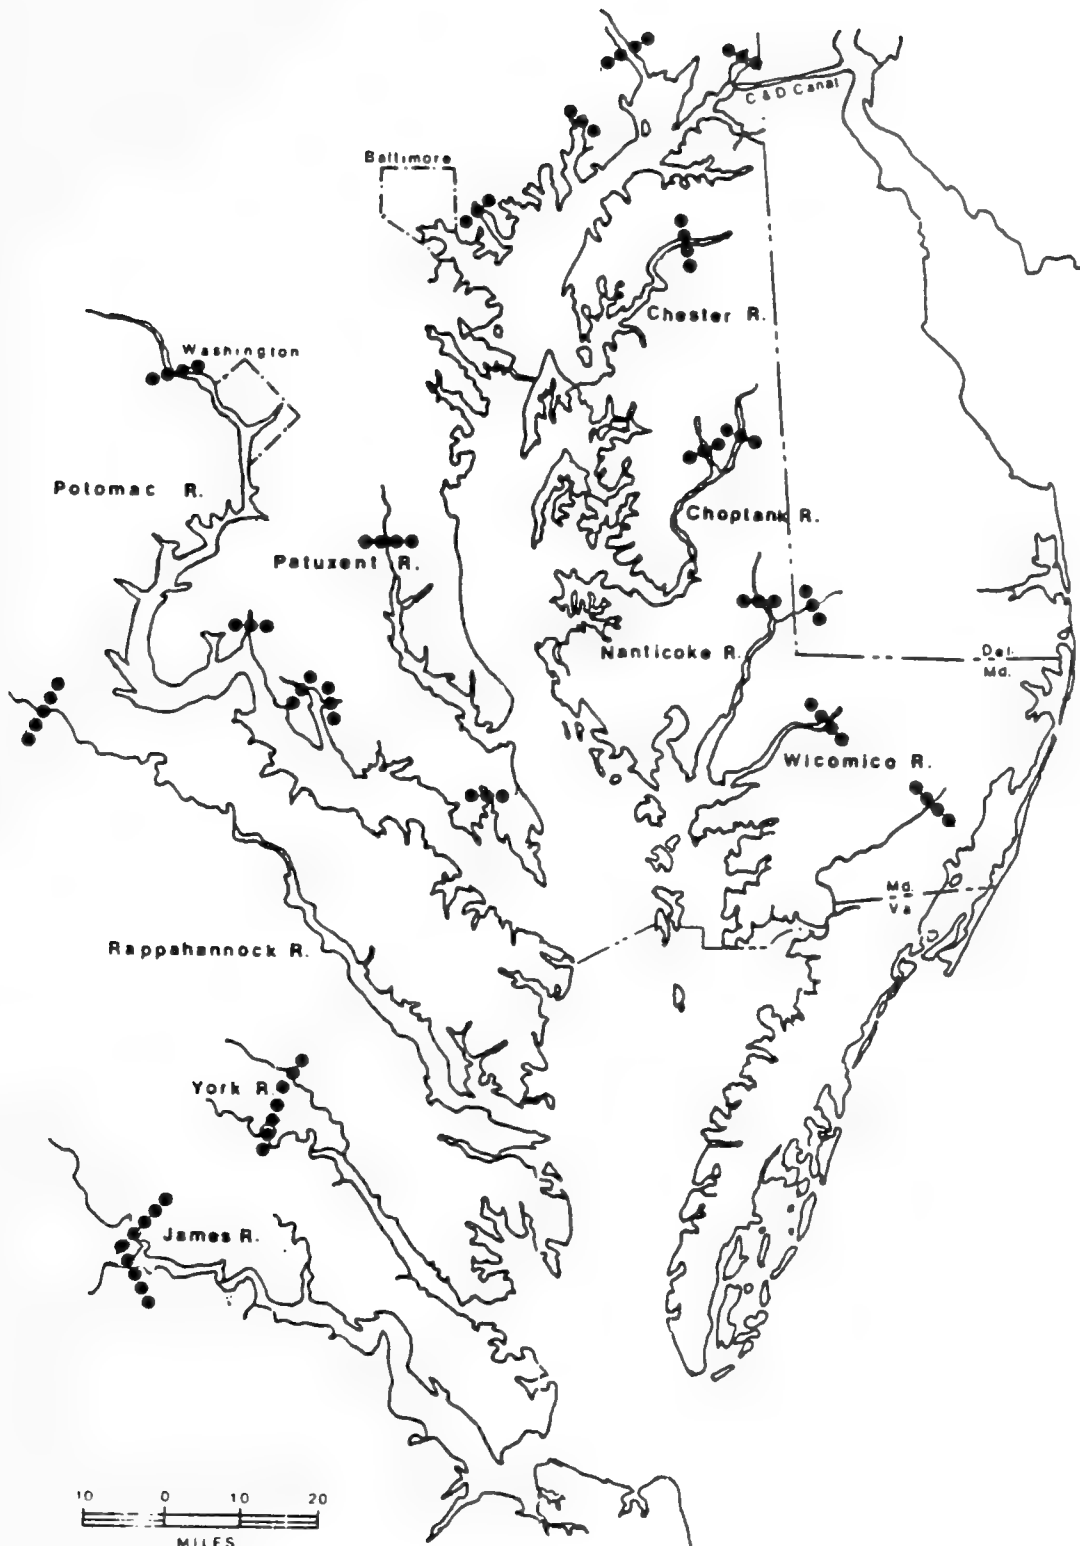 C & D Canal
Baltimore
Chester R.
Washington
Potomac R.
Choptank R.
Patuxent R.
Nanticoke R.
Del.
Md.
Wicomico R.
Md.
Va
Rappahannock R.
York R.
James R.
10 0 10 20
MILES